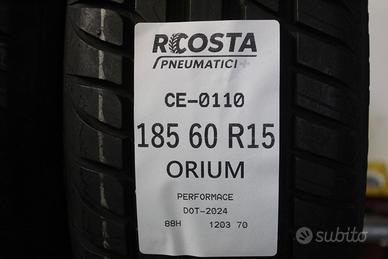 RCOSTA
PNEUMATICI+
CE-0110
185 60 R15
ORIUM
PERFORMACE
DOT-2024
88H 1203 70
subito